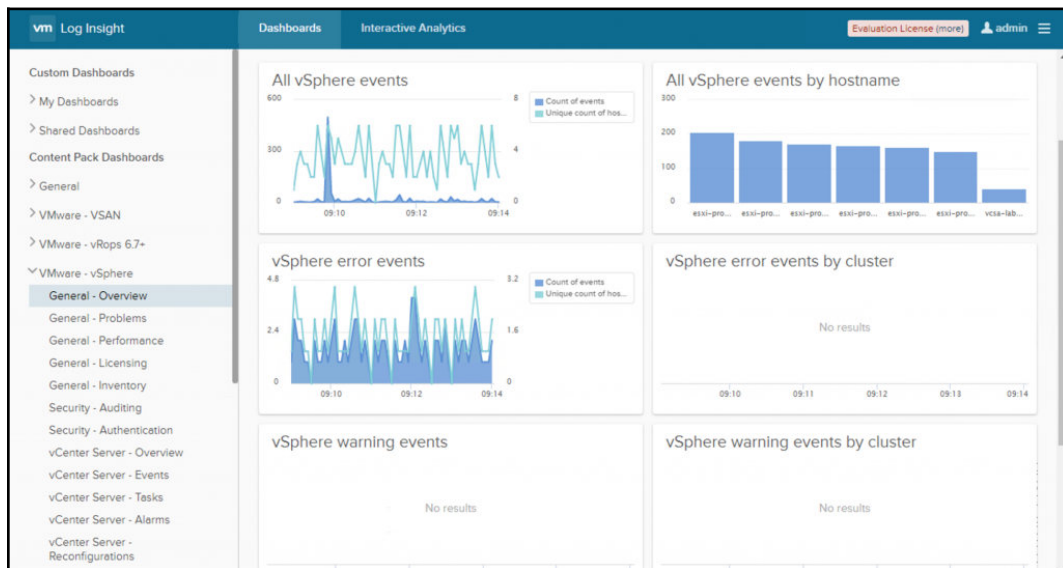 vm Log Insight
Dashboards
Interactive Analytics
Evaluation License (more)
admin
Custom Dashboards
My Dashboards
Shared Dashboards
Content Pack Dashboards
General
VMware - VSAN
VMware - vRops 6.7+
VMware - vSphere
General - Overview
General - Problems
General - Performance
General - Licensing
General - Inventory
Security - Auditing
Security - Authentication
vCenter Server - Overview
vCenter Server - Events
vCenter Server - Tasks
vCenter Server - Alarms
vCenter Server -
Reconfigurations
All vSphere events
600
300
0
8
4
0
09:10 09:12 09:14
Count of events
Unique count of hos...
All vSphere events by hostname
300
200
100
0
esxi-pro... esxi-pro... esxi-pro... esxi-pro... esxi-pro... esxi-pro... vcsa-lab...
vSphere error events
4.8
2.4
0
3.2
1.6
0
09:10 09:12 09:14
Count of events
Unique count of hos...
vSphere error events by cluster
No results
09:10 09:11 09:12 09:13 09:14
vSphere warning events
No results
vSphere warning events by cluster
No results